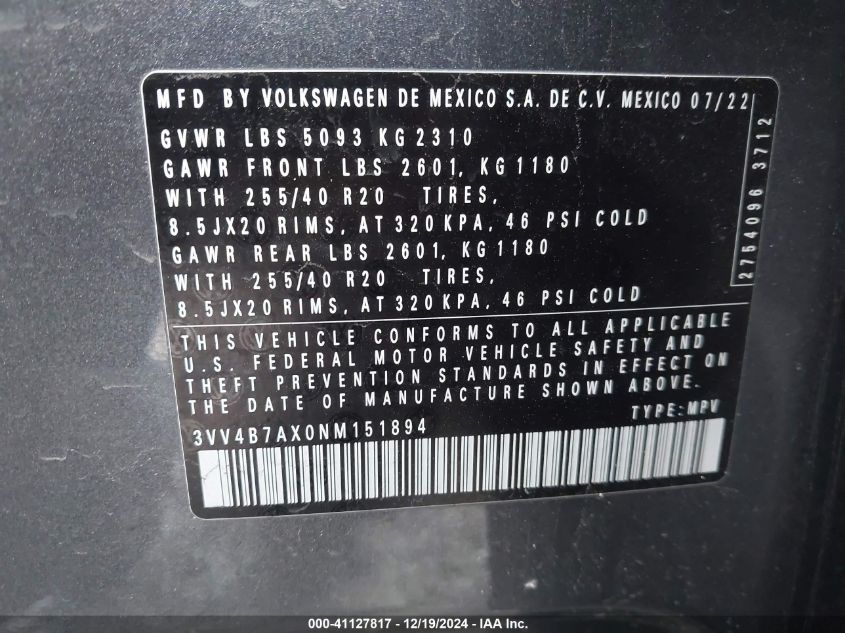 MFD BY VOLKSWAGEN DE MEXICO S.A. DE C.V. MEXICO 07/22
GVWR LBS 5093 KG 2310
GAWR FRONT LBS 2601, KG 1180
WITH 255/40 R20 TIRES,
8.5JX20 RIMS, AT 320 KPA, 46 PSI COLD
GAWR REAR LBS 2601, KG 1180
WITH 255/40 R20 TIRES,
8.5JX20 RIMS, AT 320 KPA, 46 PSI COLD
2754096 3712
THIS VEHICLE CONFORMS TO ALL APPLICABLE
U.S. FEDERAL MOTOR VEHICLE SAFETY AND
THEFT PREVENTION STANDARDS IN EFFECT ON
THE DATE OF MANUFACTURE SHOWN ABOVE.
TYPE: MPV
3VV4B7AX0NM151894
000-41127817 - 12/19/2024 - IAA Inc.